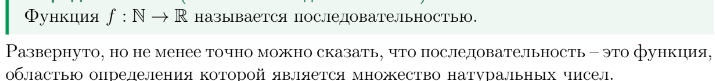 Функция f : ℕ → ℝ называется последовательностью.
Развернуто, но не менее точно можно сказать, что последовательность – это функция,
областью определения которой является множество натуральных чисел.